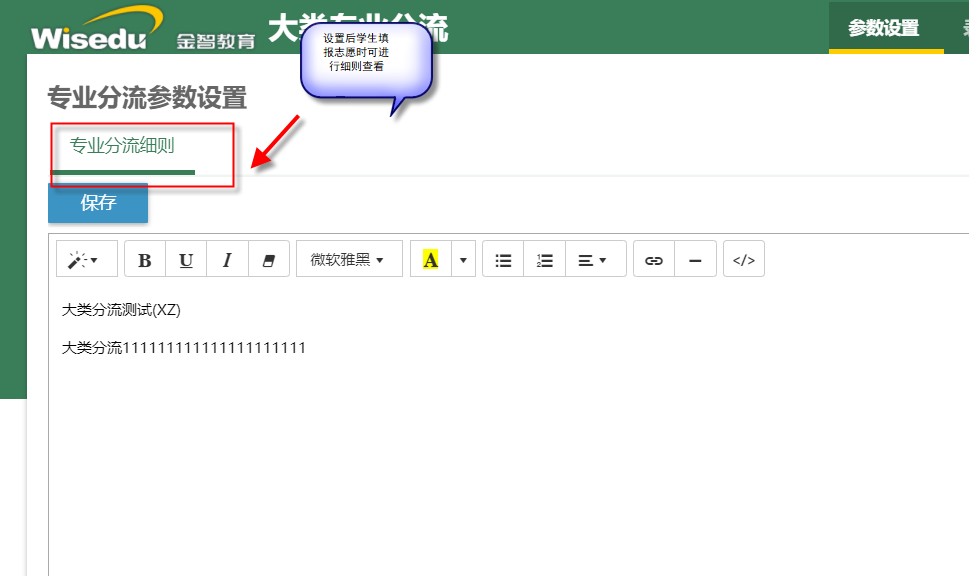 Wisedu 金智教育 大类专业分流 参数设置
设置后学生填
报志愿时可进
行细则查看
专业分流参数设置
专业分流细则
保存
B U I 微软雅黑 A </>
大类分流测试(XZ)
大类分流111111111111111111111